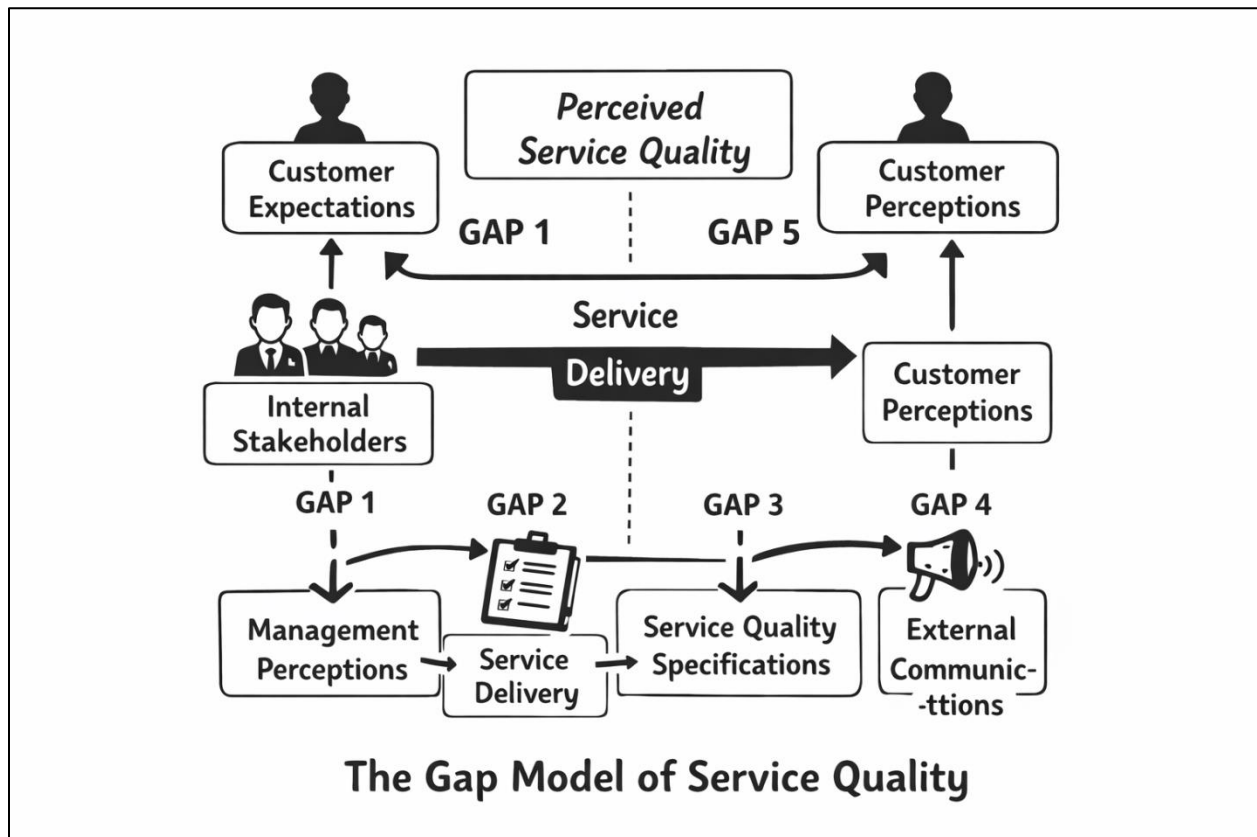 Perceived
Service Quality
Customer
Expectations
Customer
Perceptions
GAP 1
GAP 5
Service
Delivery
Internal
Stakeholders
Customer
Perceptions
GAP 1
GAP 2
GAP 3
GAP 4
Management
Perceptions
Service
Delivery
Service Quality
Specifications
External
Communic-
-ttions
The Gap Model of Service Quality